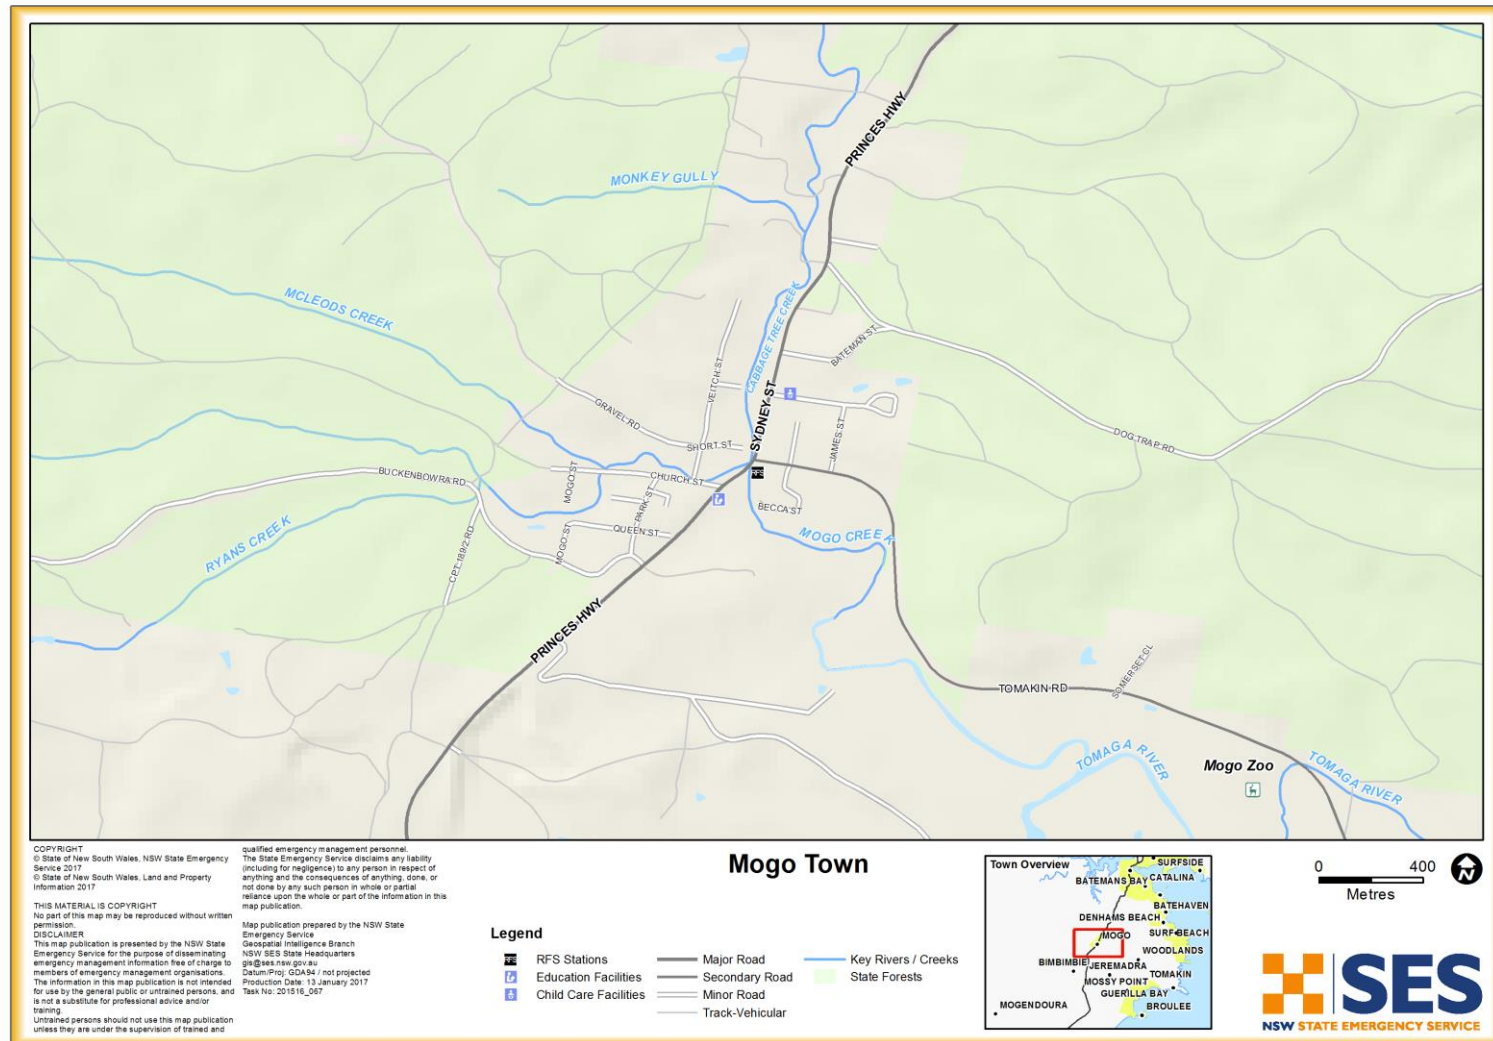 PRINCES HWY
MONKEY GULLY
MCLEODS CREEK
CABBAGE TREE CREEK
BATEMAN ST
VEITCH ST
SYDNEY ST
GRAVEL RD
SHORT ST
JAMES ST
DOG TRAP RD
BUCKENBOWRA RD
MOGO ST
CHURCH ST
RFS
PARK ST
BECCA ST
QUEEN ST
MOGO ST
MOGO CREEK
RYANS CREEK
CPT 189/2 RD
PRINCES HWY
SOMERSET CL
TOMAKIN RD
TOMAGA RIVER
Mogo Zoo
TOMAGA RIVER
COPYRIGHT
© State of New South Wales, NSW State Emergency
Service 2017
© State of New South Wales, Land and Property
Information 2017
THIS MATERIAL IS COPYRIGHT
No part of this map may be reproduced without written
permission.
DISCLAIMER
This map publication is presented by the NSW State
Emergency Service for the purpose of disseminating
emergency management information free of charge to
members of emergency management organisations.
The information in this map publication is not intended
for use by the general public or untrained persons, and
is not a substitute for professional advice and/or
training.
Untrained persons should not use this map publication
unless they are under the supervision of trained and
qualified emergency management personnel.
The State Emergency Service disclaims any liability
(including for negligence) to any person in respect of
anything and the consequences of anything, done, or
not done by any such person in whole or partial
reliance upon the whole or part of the information in this
map publication.
Map publication prepared by the NSW State
Emergency Service
Geospatial Intelligence Branch
NSW SES State Headquarters
gis@ses.nsw.gov.au
Datum/Proj: GDA94 / not projected
Production Date: 13 January 2017
Task No: 201516_067
Mogo Town
Legend
RFS
RFS Stations
Education Facilities
Child Care Facilities
Major Road
Secondary Road
Minor Road
Track-Vehicular
Key Rivers / Creeks
State Forests
Town Overview
SURFSIDE
BATEMANS BAY
CATALINA
BATEHAVEN
DENHAMS BEACH
MOGO
SURF BEACH
WOODLANDS
BIMBIMBIE
JEREMADRA
TOMAKIN
MOSSY POINT
GUERILLA BAY
MOGENDOURA
BROULEE
0 400
Metres
N
SES
NSW STATE EMERGENCY SERVICE